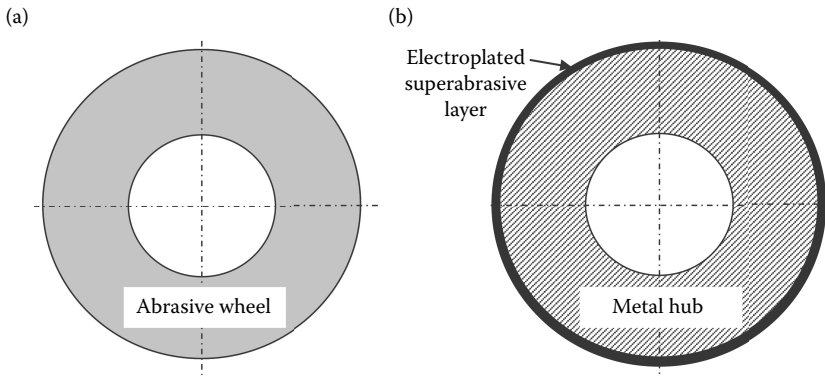 (a)
Abrasive wheel
(b)
Electroplated
superabrasive
layer
Metal hub